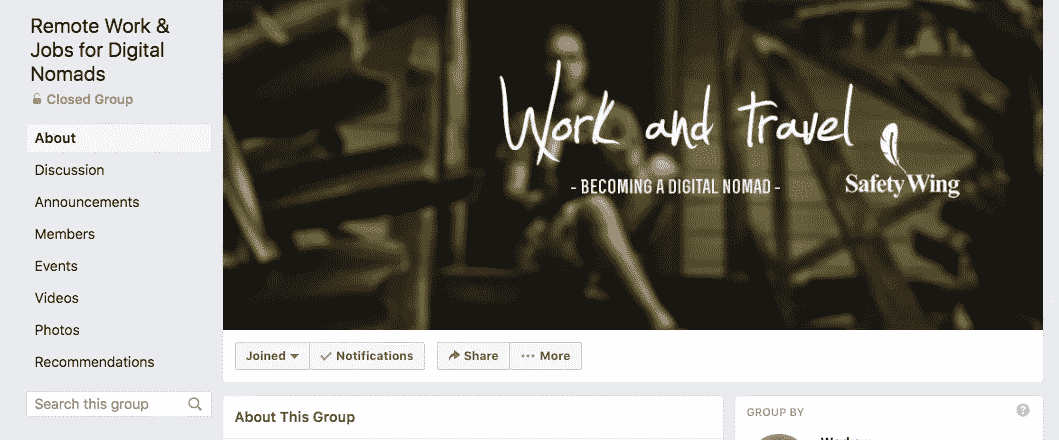 Remote Work &
Jobs for Digital
Nomads
Closed Group
About
Discussion
Announcements
Members
Events
Videos
Photos
Recommendations
Search this group
Work and travel
- BECOMING A DIGITAL NOMAD -
SafetyWing
Joined
Notifications
Share
More
About This Group
GROUP BY
?